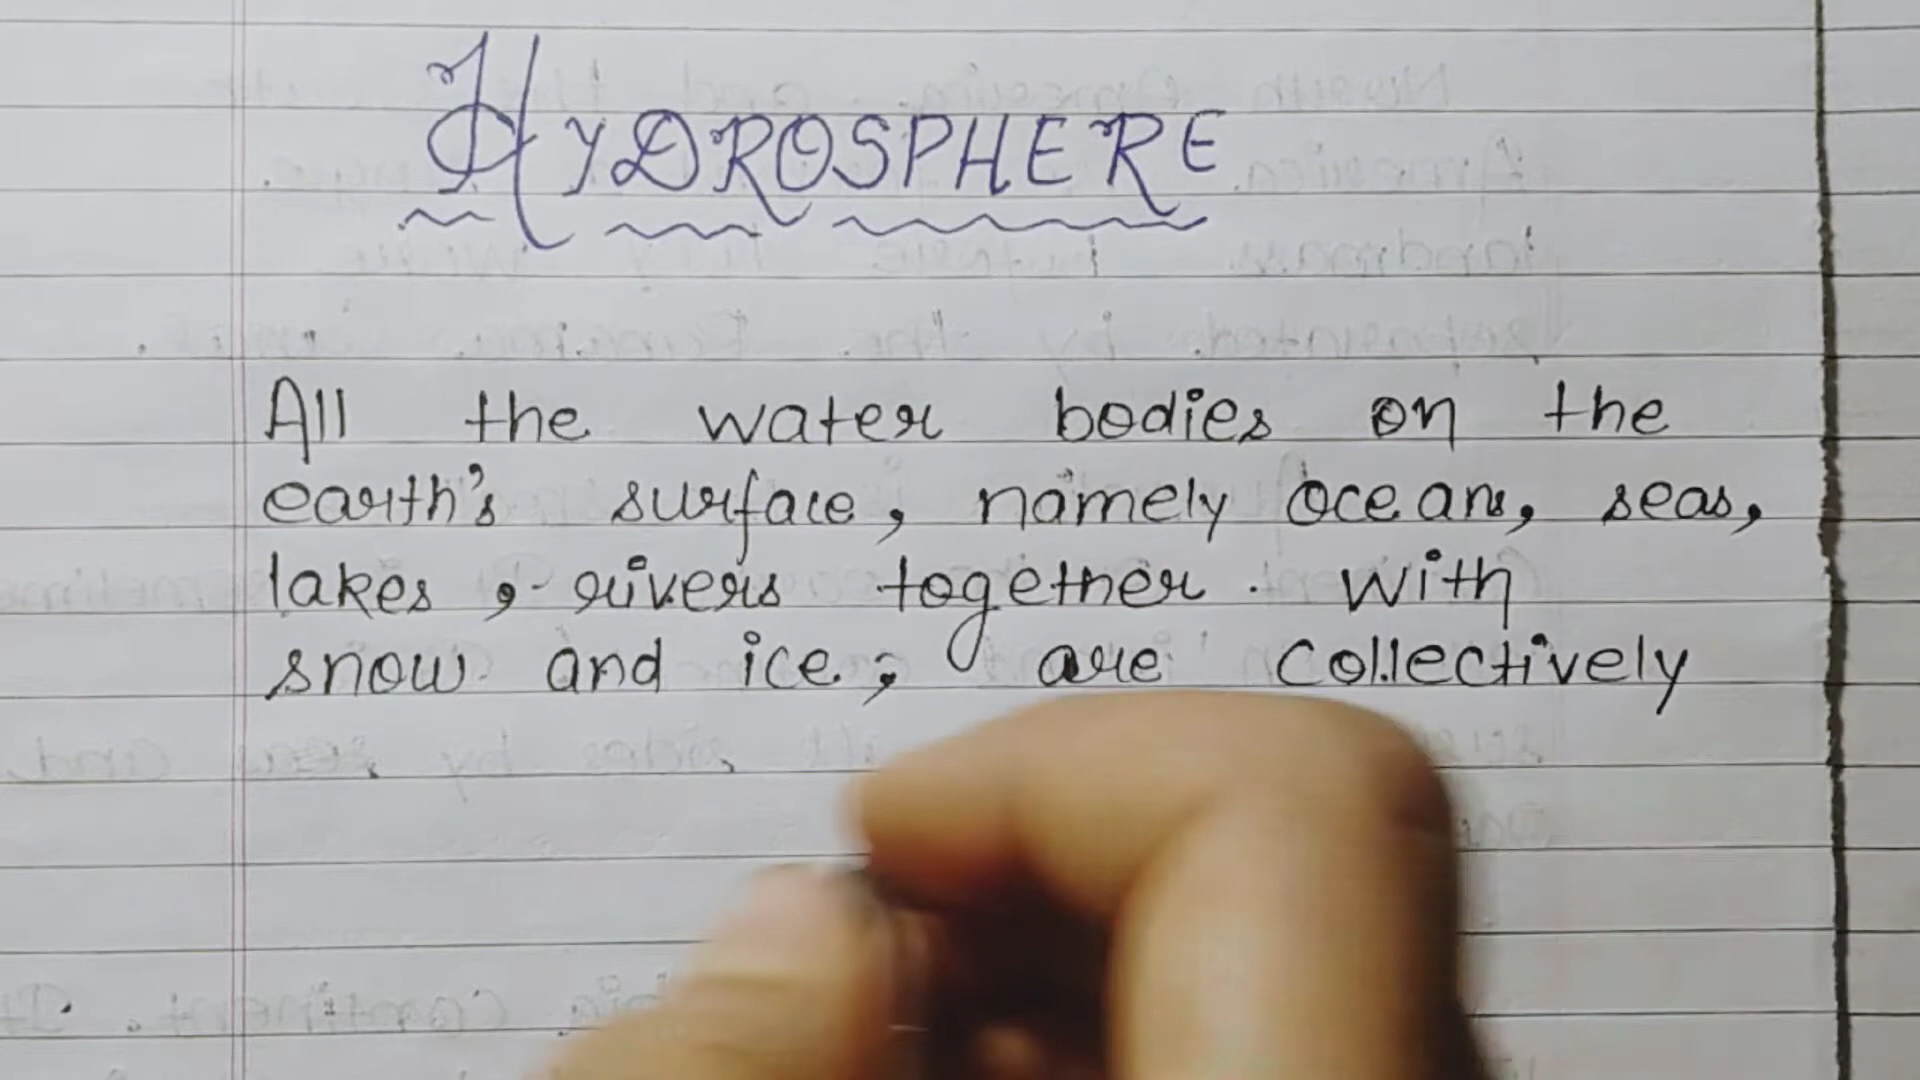 HYDROSPHERE
All the water bodies on the
earth's surface, namely oceans, seas,
lakes, rivers together with
snow and ice, are collectively